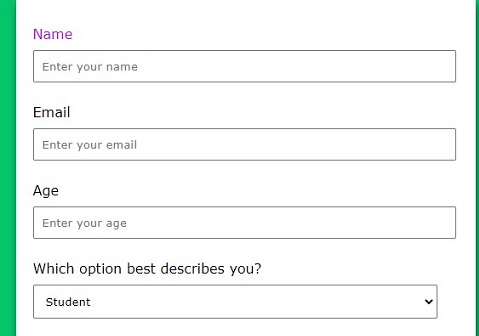 Name
Enter your name
Email
Enter your email
Age
Enter your age
Which option best describes you?
Student